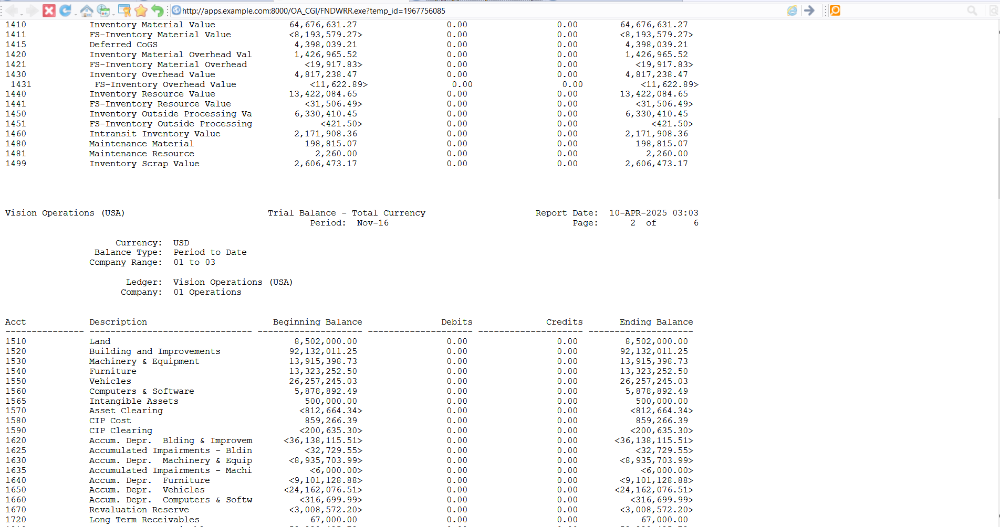 http://apps.example.com:8000/OA_CGI/FNDWRR.exe?temp_id=1967756085
1410 Inventory Material Value 64,676,631.27 0.00 0.00 64,676,631.27
1411 FS-Inventory Material Value <8,193,579.27> 0.00 0.00 <8,193,579.27>
1415 Deferred CoGS 4,398,039.21 0.00 0.00 4,398,039.21
1420 Inventory Material Overhead Val 1,426,965.52 0.00 0.00 1,426,965.52
1421 FS-Inventory Material Overhead <19,917.83> 0.00 0.00 <19,917.83>
1430 Inventory Overhead Value 4,817,238.47 0.00 0.00 4,817,238.47
1431 FS-Inventory Overhead Value <11,622.89> 0.00 0.00 <11,622.89>
1440 Inventory Resource Value 13,422,084.65 0.00 0.00 13,422,084.65
1441 FS-Inventory Resource Value <31,506.49> 0.00 0.00 <31,506.49>
1450 Inventory Outside Processing Va 6,330,410.45 0.00 0.00 6,330,410.45
1451 FS-Inventory Outside Processing <421.50> 0.00 0.00 <421.50>
1460 Intransit Inventory Value 2,171,908.36 0.00 0.00 2,171,908.36
1480 Maintenance Material 198,815.07 0.00 0.00 198,815.07
1481 Maintenance Resource 2,260.00 0.00 0.00 2,260.00
1499 Inventory Scrap Value 2,606,473.17 0.00 0.00 2,606,473.17
Vision Operations (USA) Trial Balance - Total Currency Report Date: 10-APR-2025 03:03
Period: Nov-16 Page: 2 of 6
Currency: USD
Balance Type: Period to Date
Company Range: 01 to 03
Ledger: Vision Operations (USA)
Company: 01 Operations
Acct Description Beginning Balance Debits Credits Ending Balance
--------------- ------------------------------- -------------------- -------------------- -------------------- --------------------
1510 Land 8,502,000.00 0.00 0.00 8,502,000.00
1520 Building and Improvements 92,132,011.25 0.00 0.00 92,132,011.25
1530 Machinery & Equipment 13,915,398.73 0.00 0.00 13,915,398.73
1540 Furniture 13,323,252.50 0.00 0.00 13,323,252.50
1550 Vehicles 26,257,245.03 0.00 0.00 26,257,245.03
1560 Computers & Software 5,878,892.49 0.00 0.00 5,878,892.49
1565 Intangible Assets 500,000.00 0.00 0.00 500,000.00
1570 Asset Clearing <812,664.34> 0.00 0.00 <812,664.34>
1580 CIP Cost 859,266.39 0.00 0.00 859,266.39
1590 CIP Clearing <200,635.30> 0.00 0.00 <200,635.30>
1620 Accum. Depr. Blding & Improvem <36,138,115.51> 0.00 0.00 <36,138,115.51>
1625 Accumulated Impairments - Bldin <32,729.55> 0.00 0.00 <32,729.55>
1630 Accum. Depr. Machinery & Equip <8,935,703.99> 0.00 0.00 <8,935,703.99>
1635 Accumulated Impairments - Machi <6,000.00> 0.00 0.00 <6,000.00>
1640 Accum. Depr. Furniture <9,101,128.88> 0.00 0.00 <9,101,128.88>
1650 Accum. Depr. Vehicles <24,162,076.51> 0.00 0.00 <24,162,076.51>
1660 Accum. Depr. Computers & Softw <316,699.99> 0.00 0.00 <316,699.99>
1670 Revaluation Reserve <3,008,572.20> 0.00 0.00 <3,008,572.20>
1720 Long Term Receivables 67,000.00 0.00 0.00 67,000.00